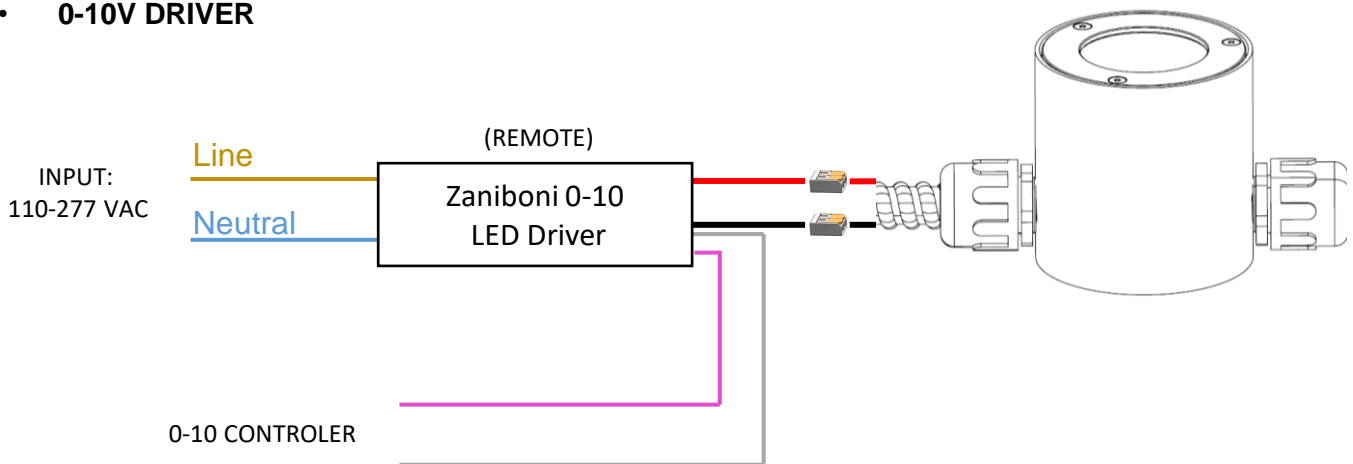 • 0-10V DRIVER
(REMOTE)
Line
INPUT:
110-277 VAC
Neutral
Zaniboni 0-10
LED Driver
0-10 CONTROLER